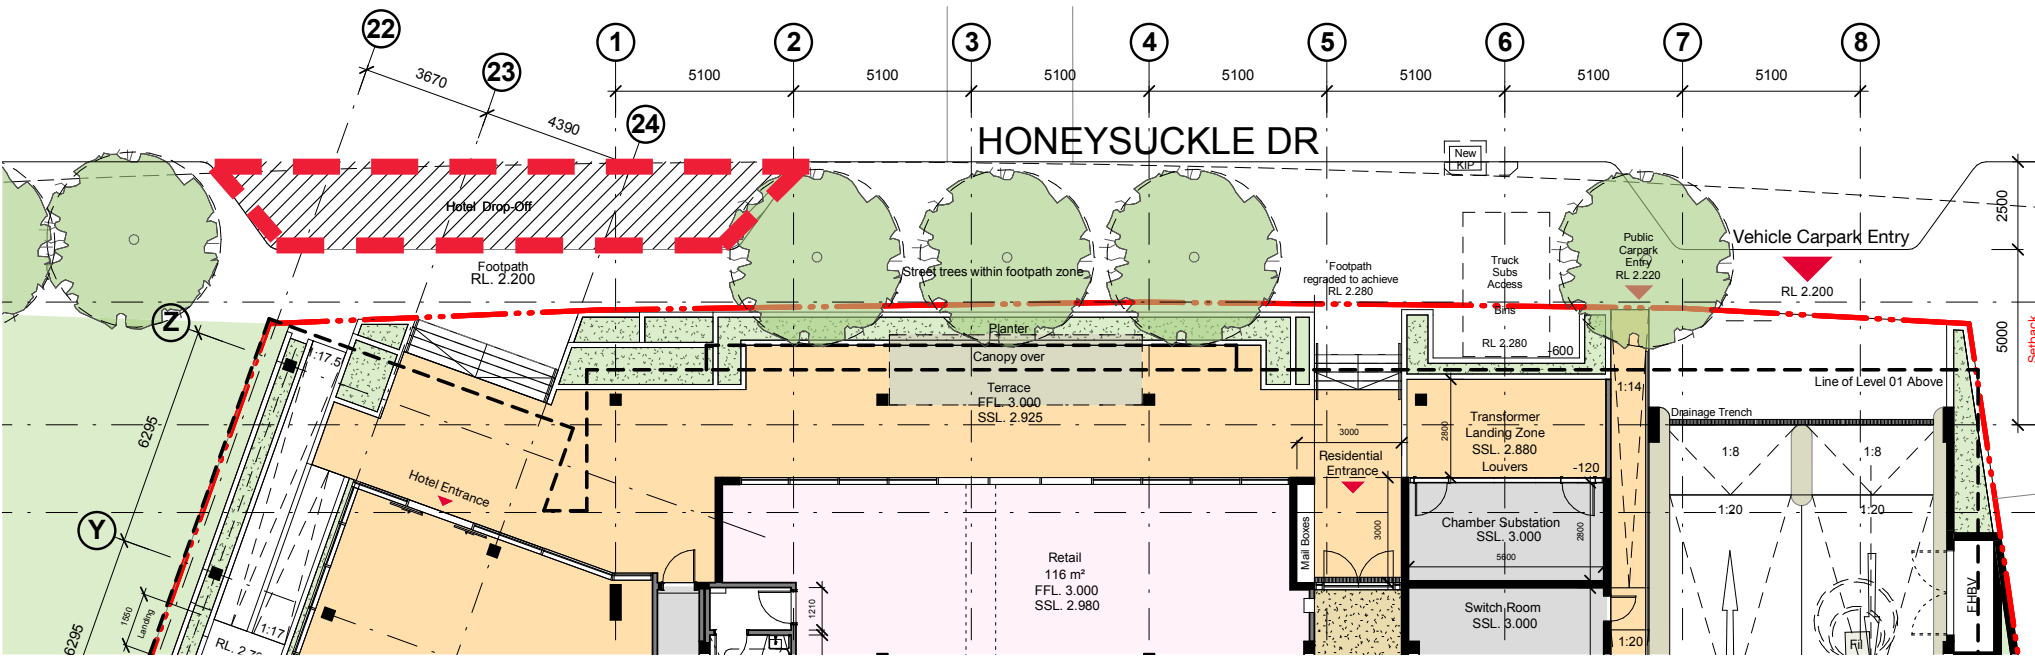 22
23
24
1
2
3
4
5
6
7
8
3670
4390
5100
5100
5100
5100
5100
5100
5100
HONEYSUCKLE DR
New
KIP
Hotel Drop-Off
Footpath
RL. 2.200
Street trees within footpath zone
Footpath
regraded to achieve
RL 2.280
Truck
Subs
Access
Bins
RL 2.280
-600
Public
Carpark
Entry
RL 2.220
Vehicle Carpark Entry
RL 2.200
2500
5000
Setback
Z
Y
6295
6295
1:17.5
Planter
Canopy over
Terrace
FFL. 3.000
SSL. 2.925
Line of Level 01 Above
1:14
Drainage Trench
Transformer
Landing Zone
SSL. 2.880
Louvers
-120
2800
3000
Residential
Entrance
Hotel Entrance
1:8
1:8
1:20
1:20
Chamber Substation
SSL. 3.000
5600
2800
3000
Mail Boxes
Retail
116 m²
FFL. 3.000
SSL. 2.980
Switch Room
SSL. 3.000
1210
1550
Landing
1:17
1:20
FHBV